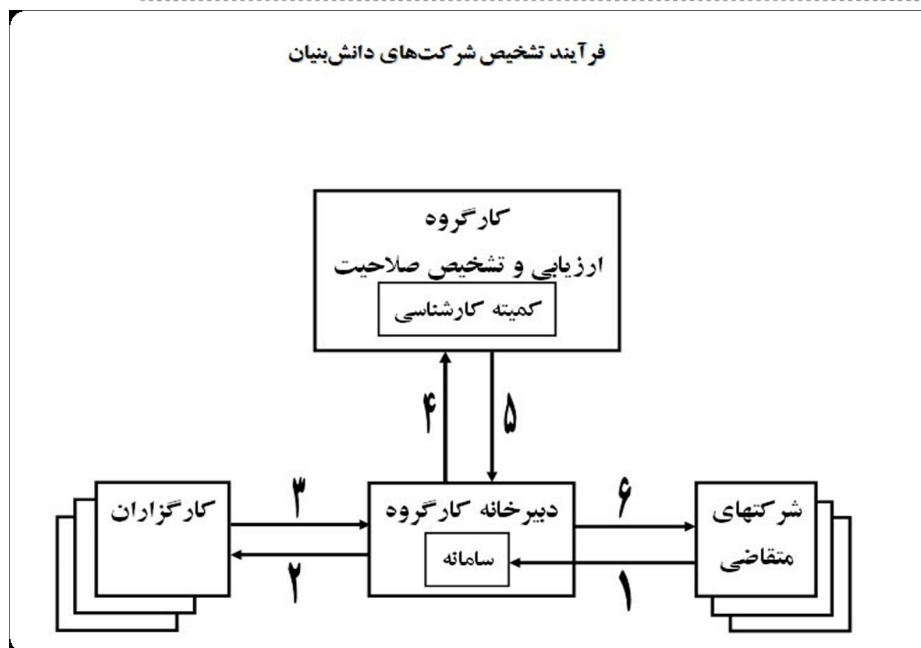 فرآیند تشخیص شرکت‌های دانش‌بنیان
کارگروه
ارزیابی و تشخیص صلاحیت
کمیته کارشناسی
۴
۵
شرکتهای
متقاضی
۶
۱
دبیرخانه کارگروه
سامانه
۳
۲
کارگزاران